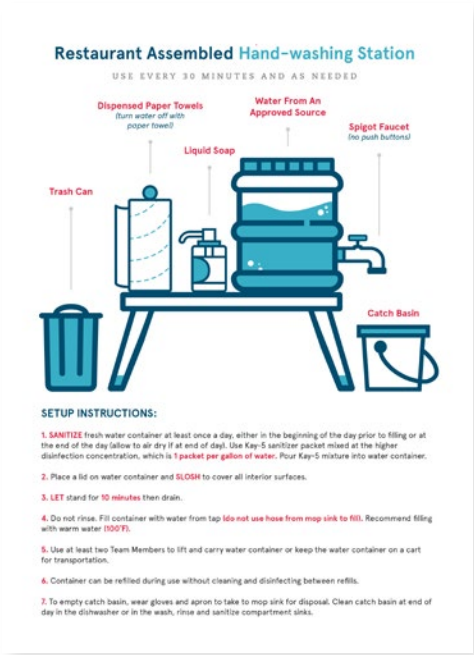 Restaurant Assembled Hand-washing Station
USE EVERY 30 MINUTES AND AS NEEDED
Dispensed Paper Towels
(turn water off with
paper towel)
Water From An
Approved Source
Spigot Faucet
(no push buttons)
Liquid Soap
Trash Can
Catch Basin
SETUP INSTRUCTIONS:
1. SANITIZE fresh water container at least once a day, either in the beginning of the day prior to filling or at
the end of the day (allow to air dry if at end of day). Use Kay-5 sanitizer packet mixed at the higher
disinfection concentration, which is 1 packet per gallon of water. Pour Kay-5 mixture into water container.
2. Place a lid on water container and SLOSH to cover all interior surfaces.
3. LET stand for 10 minutes then drain.
4. Do not rinse. Fill container with water from tap (do not use hose from mop sink to fill). Recommend filling
with warm water (100°F).
5. Use at least two Team Members to lift and carry water container or keep the water container on a cart
for transportation.
6. Container can be refilled during use without cleaning and disinfecting between refills.
7. To empty catch basin, wear gloves and apron to take to mop sink for disposal. Clean catch basin at end of
day in the dishwasher or in the wash, rinse and sanitize compartment sinks.